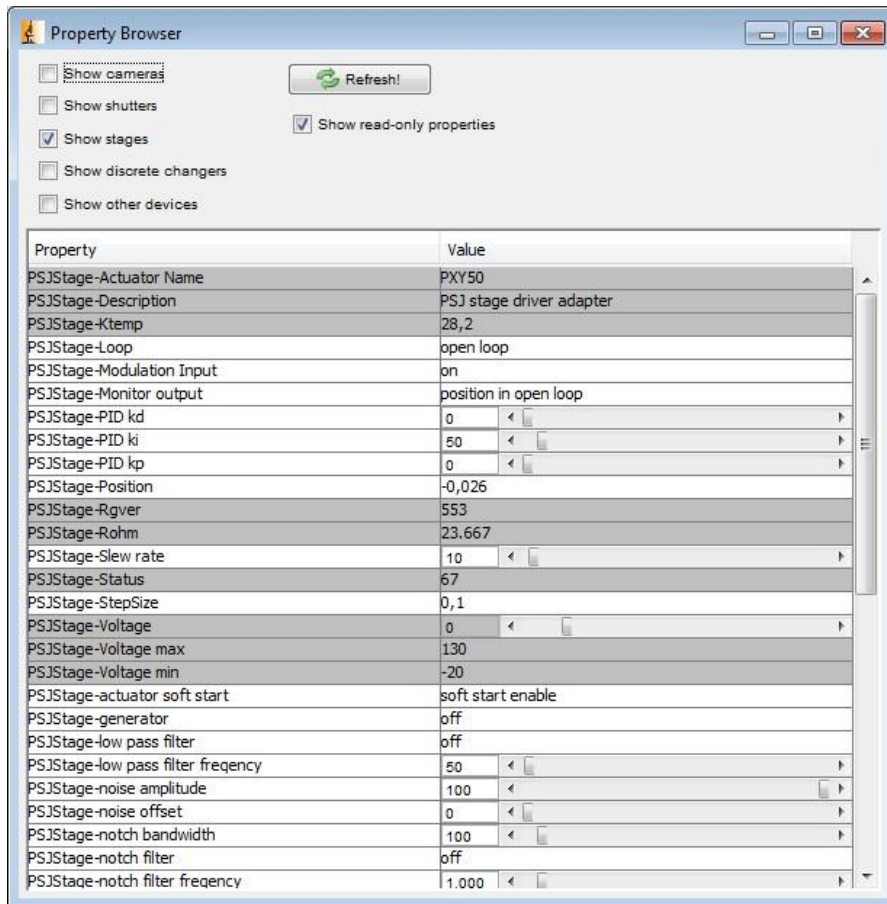 Property Browser
Show cameras
Refresh!
Show shutters
Show read-only properties
Show stages
Show discrete changers
Show other devices
Property Value
PSJStage-Actuator Name PXY50
PSJStage-Description PSJ stage driver adapter
PSJStage-Ktemp 28,2
PSJStage-Loop open loop
PSJStage-Modulation Input on
PSJStage-Monitor output position in open loop
PSJStage-PID kd 0
PSJStage-PID ki 50
PSJStage-PID kp 0
PSJStage-Position -0,026
PSJStage-Rgver 553
PSJStage-Rohm 23.667
PSJStage-Slew rate 10
PSJStage-Status 67
PSJStage-StepSize 0,1
PSJStage-Voltage 0
PSJStage-Voltage max 130
PSJStage-Voltage min -20
PSJStage-actuator soft start soft start enable
PSJStage-generator off
PSJStage-low pass filter off
PSJStage-low pass filter freqency 50
PSJStage-noise amplitude 100
PSJStage-noise offset 0
PSJStage-notch bandwidth 100
PSJStage-notch filter off
PSJStage-notch filter freqency 1.000